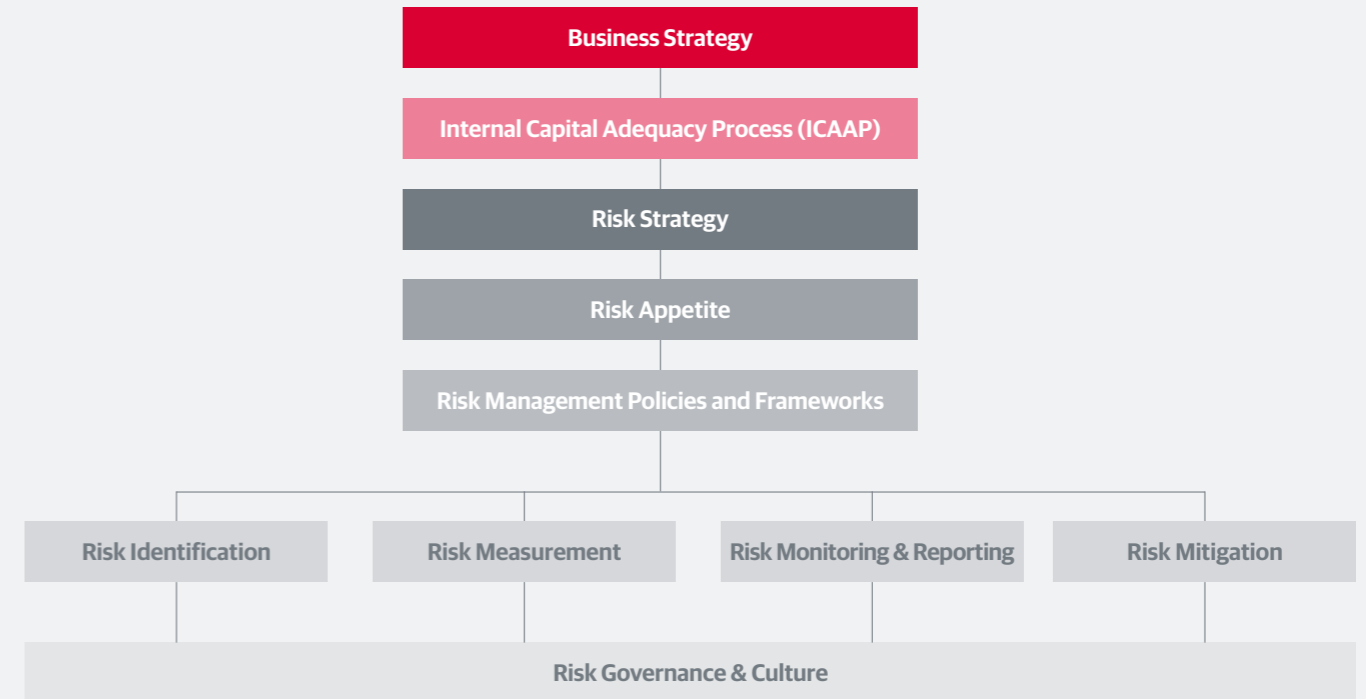 Business Strategy
Internal Capital Adequacy Process (ICAAP)
Risk Strategy
Risk Appetite
Risk Management Policies and Frameworks
Risk Identification
Risk Measurement
Risk Monitoring & Reporting
Risk Mitigation
Risk Governance & Culture